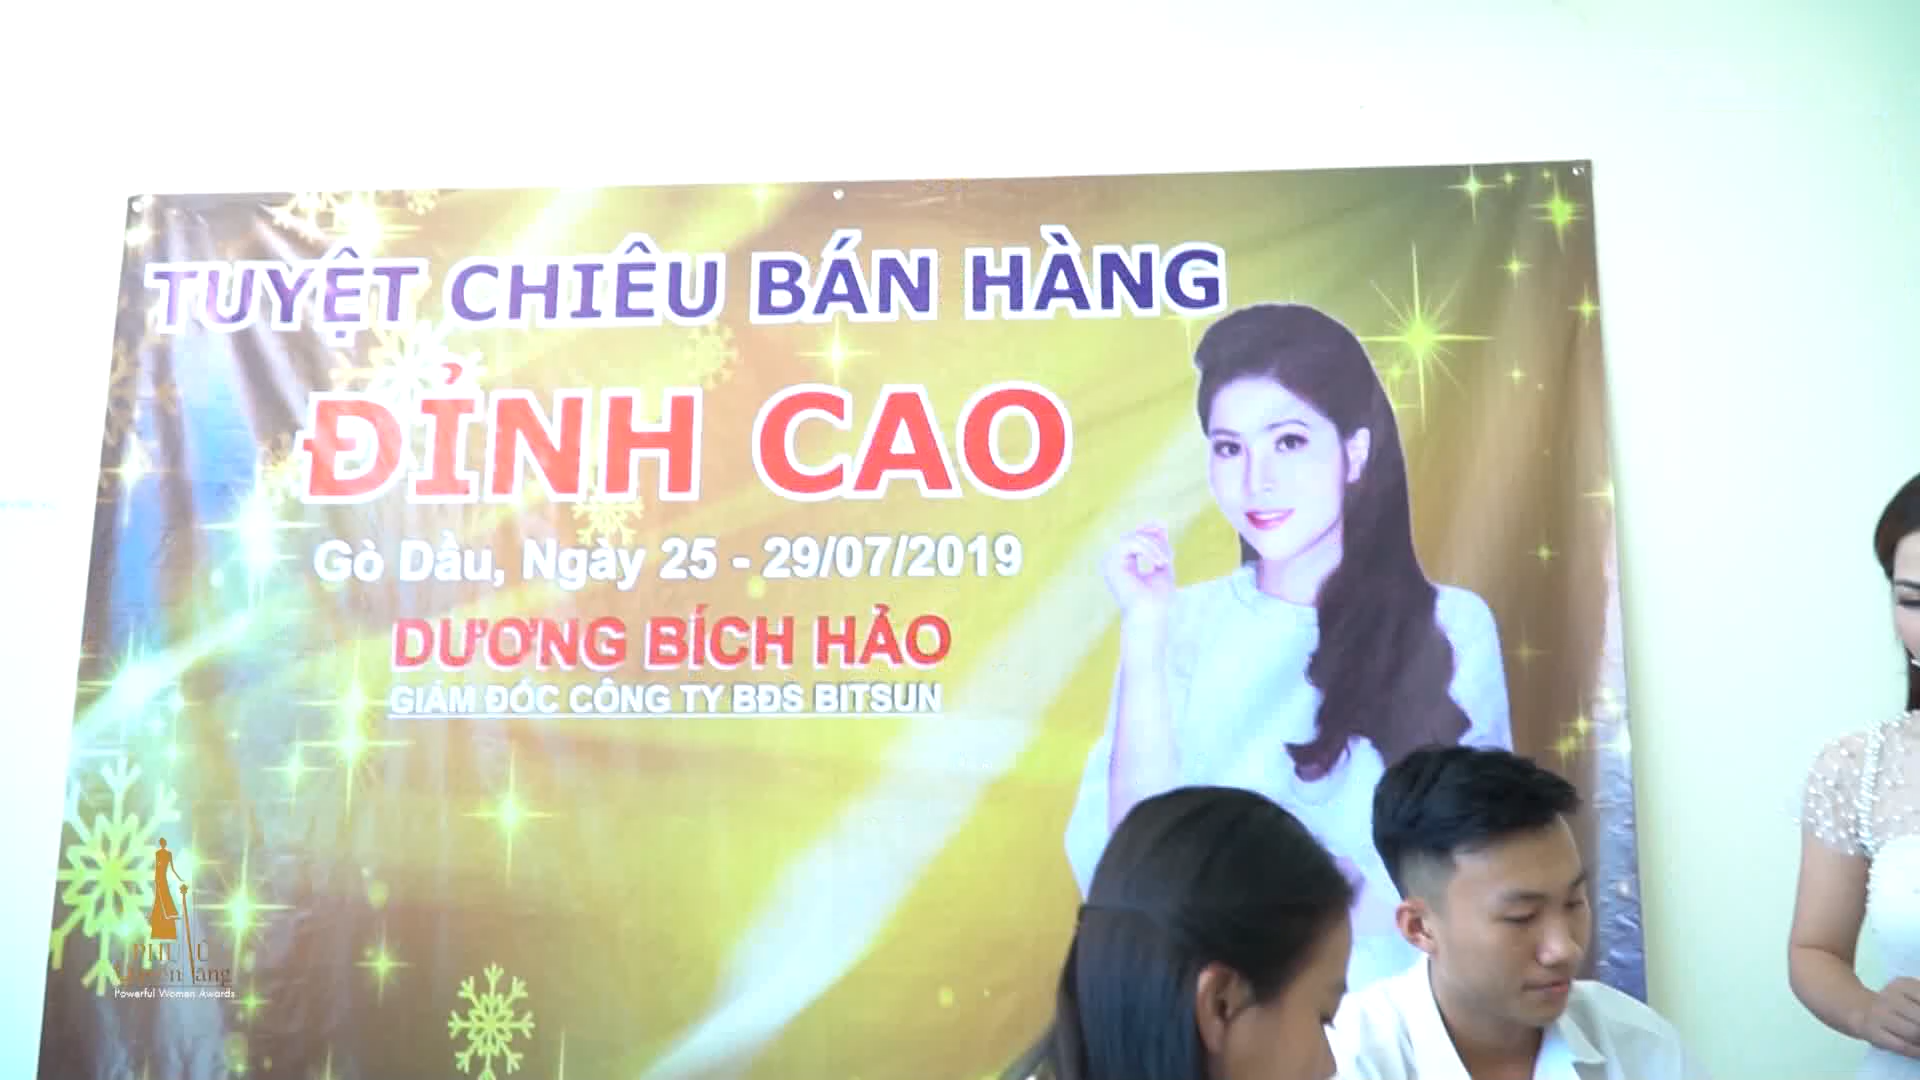 TUYỆT CHIÊU BÁN HÀNG
ĐỈNH CAO
Gò Dầu, Ngày 25 - 29/07/2019
DƯƠNG BÍCH HẢO
GIÁM ĐỐC CÔNG TY BĐS BITSUN
Powerful Women Awards